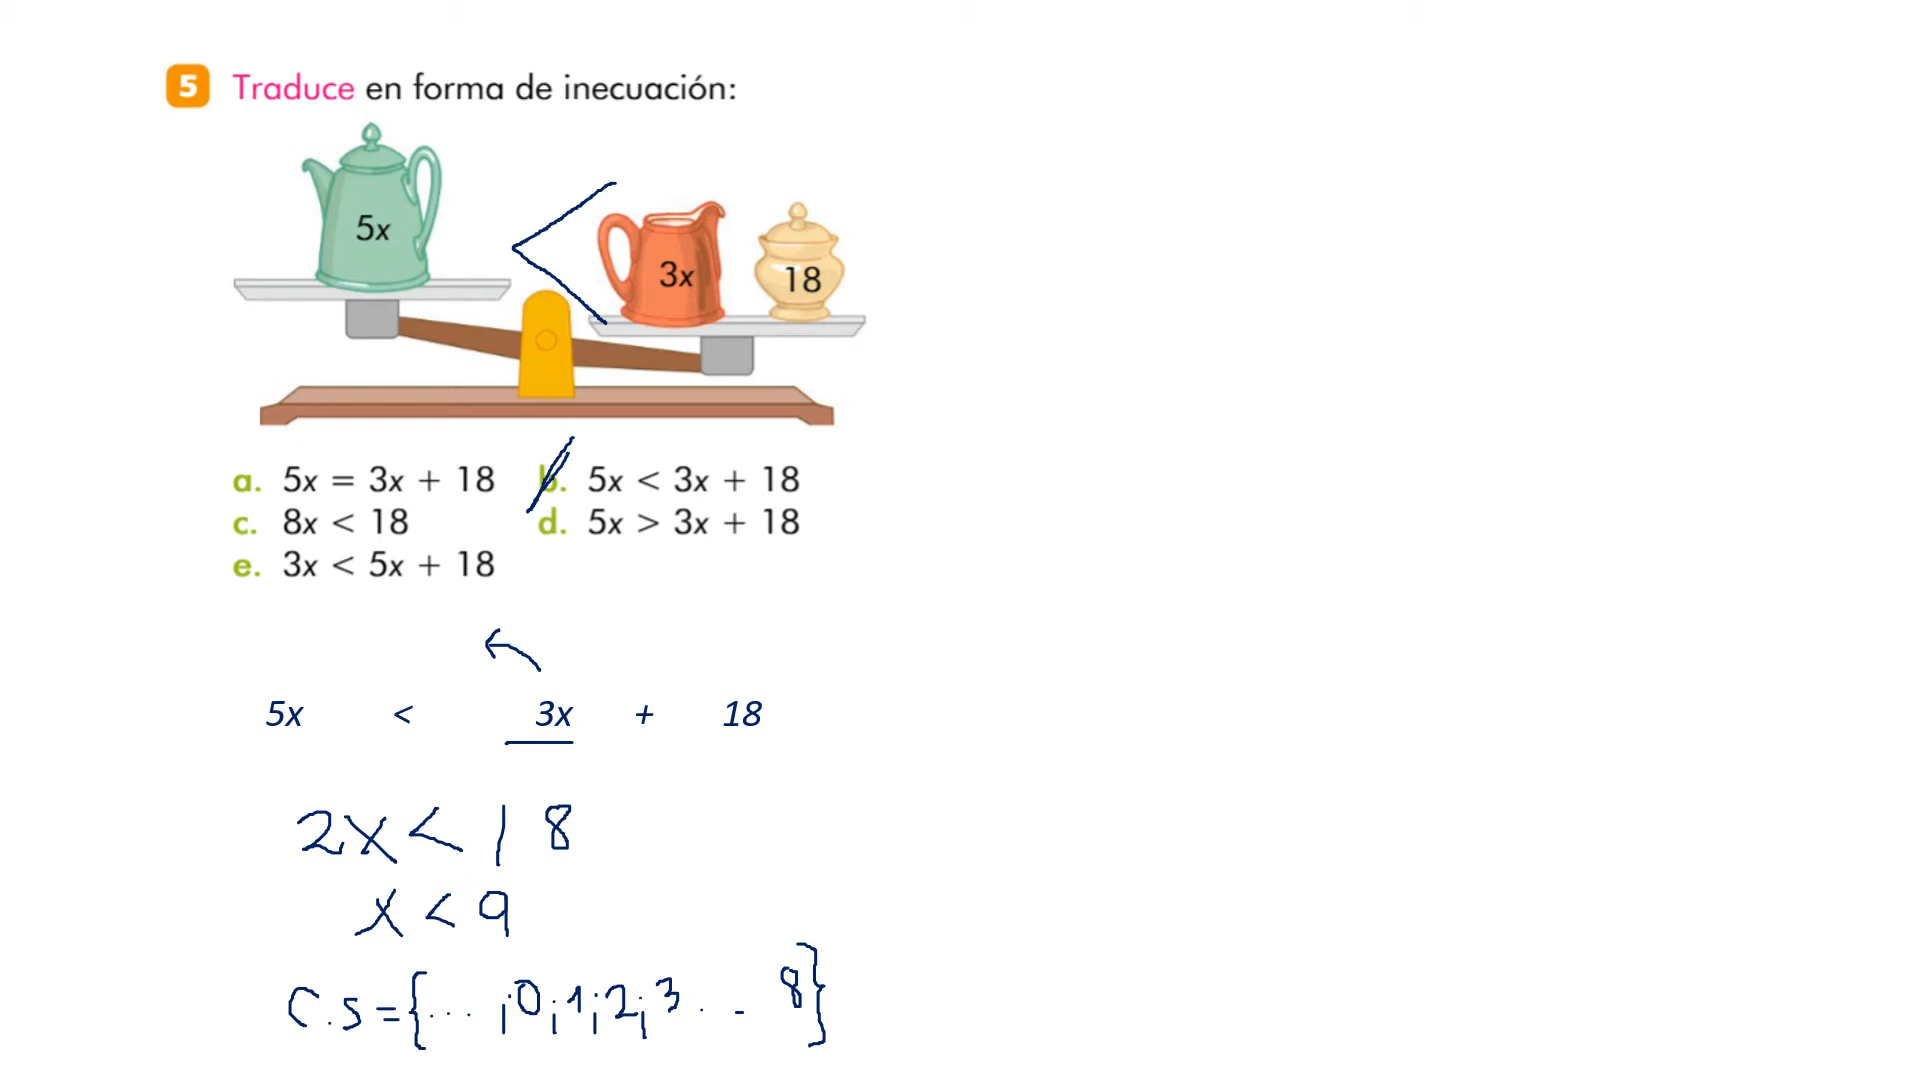 5 Traduce en forma de inecuación:
5x
3x
18
a. 5x = 3x + 18 b. 5x < 3x + 18
c. 8x < 18 d. 5x > 3x + 18
e. 3x < 5x + 18
5x < 3x + 18
2x < 18
x < 9
C.S = {... ; 0 ; 1 ; 2 ; 3 ... 8}